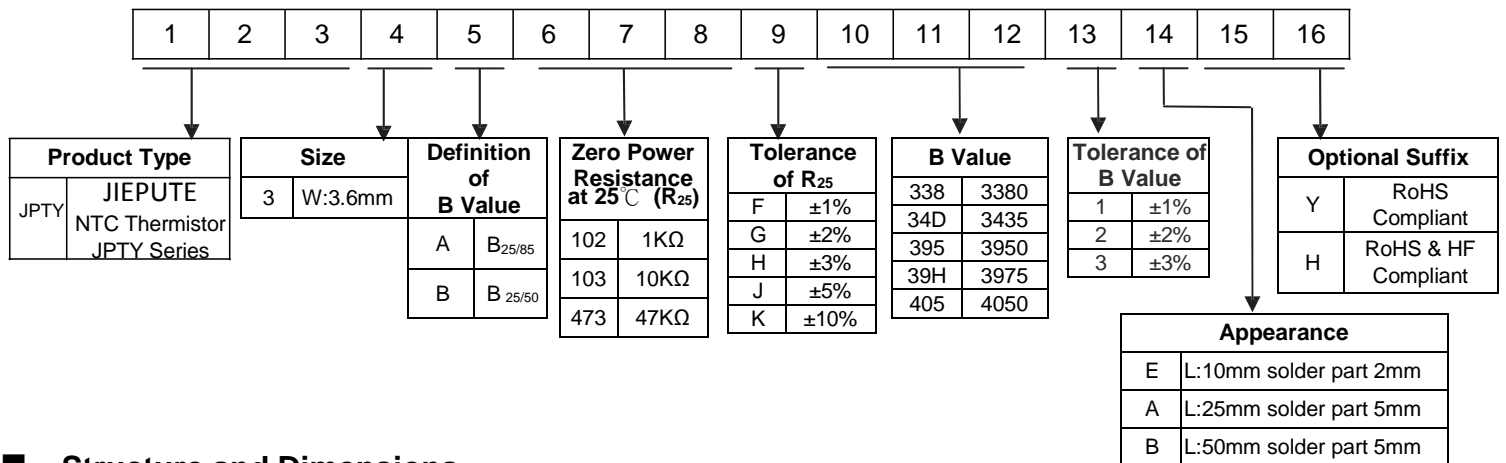 1 2 3 4 5 6 7 8 9 10 11 12 13 14 15 16
Product Type
JPTY JIEPUTE
NTC Thermistor
JPTY Series
Size
3 W:3.6mm
Definition
of
B Value
A B25/85
B B 25/50
Zero Power
Resistance
at 25℃ (R25)
102 1KΩ
103 10KΩ
473 47KΩ
Tolerance
of R25
F ±1%
G ±2%
H ±3%
J ±5%
K ±10%
B Value
338 3380
34D 3435
395 3950
39H 3975
405 4050
Tolerance of
B Value
1 ±1%
2 ±2%
3 ±3%
Optional Suffix
Y RoHS
Compliant
H RoHS & HF
Compliant
Appearance
E L:10mm solder part 2mm
A L:25mm solder part 5mm
B L:50mm solder part 5mm
Structure and Dimensions